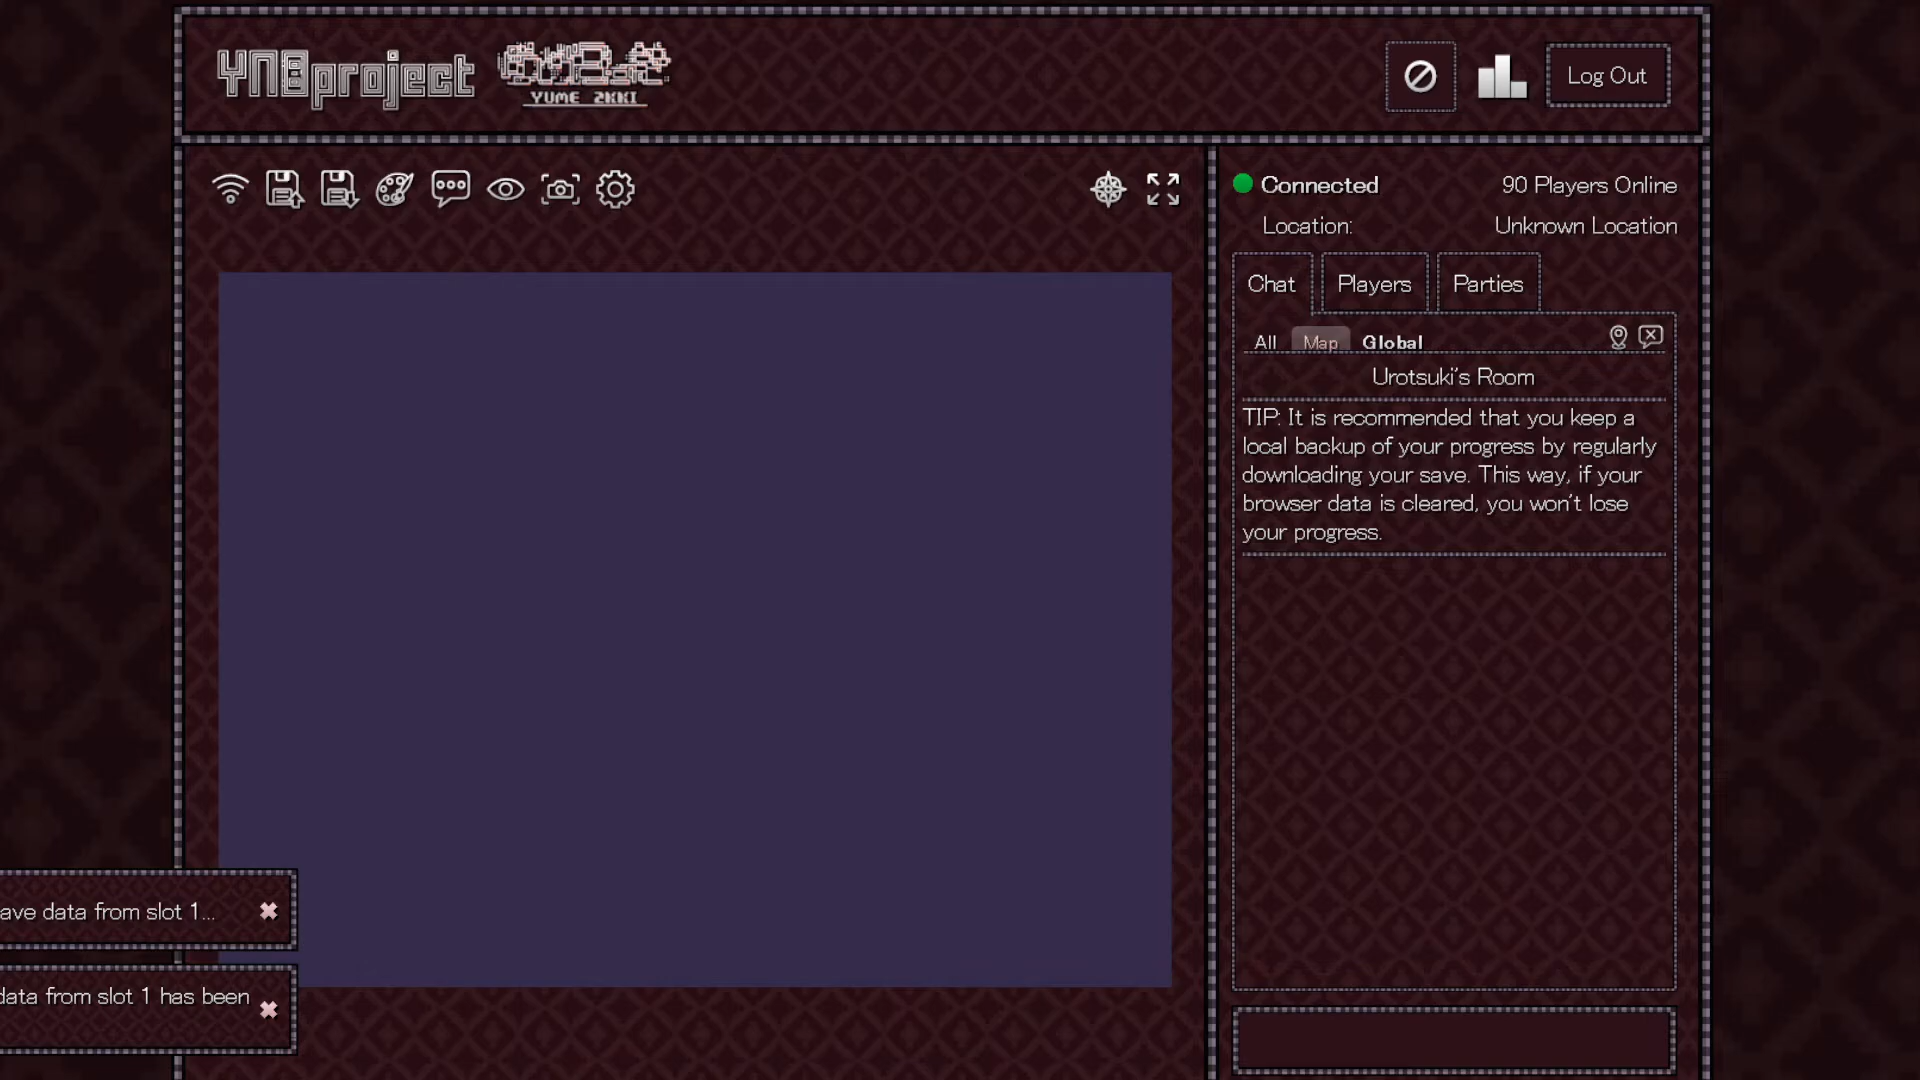 YNOproject
YUME 2KKI
Log Out
Connected
90 Players Online
Location:
Unknown Location
Chat
Players
Parties
All
Map
Global
Urotsuki's Room
TIP: It is recommended that you keep a
local backup of your progress by regularly
downloading your save. This way, if your
browser data is cleared, you won't lose
your progress.
ave data from slot 1...
data from slot 1 has been